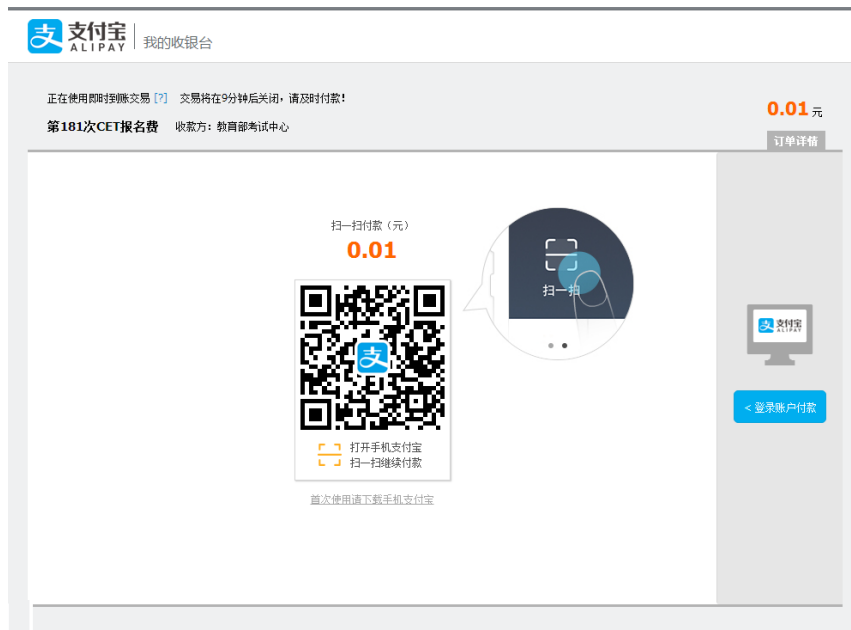 支付宝
ALIPAY
我的收银台
正在使用即时到账交易 [?] 交易将在9分钟后关闭，请及时付款！
0.01 元
第181次CET报名费 收款方：教育部考试中心
订单详情
扫一扫付款（元）
0.01
扫一扫
支付宝
ALIPAY
< 登录账户付款
打开手机支付宝
扫一扫继续付款
首次使用请下载手机支付宝